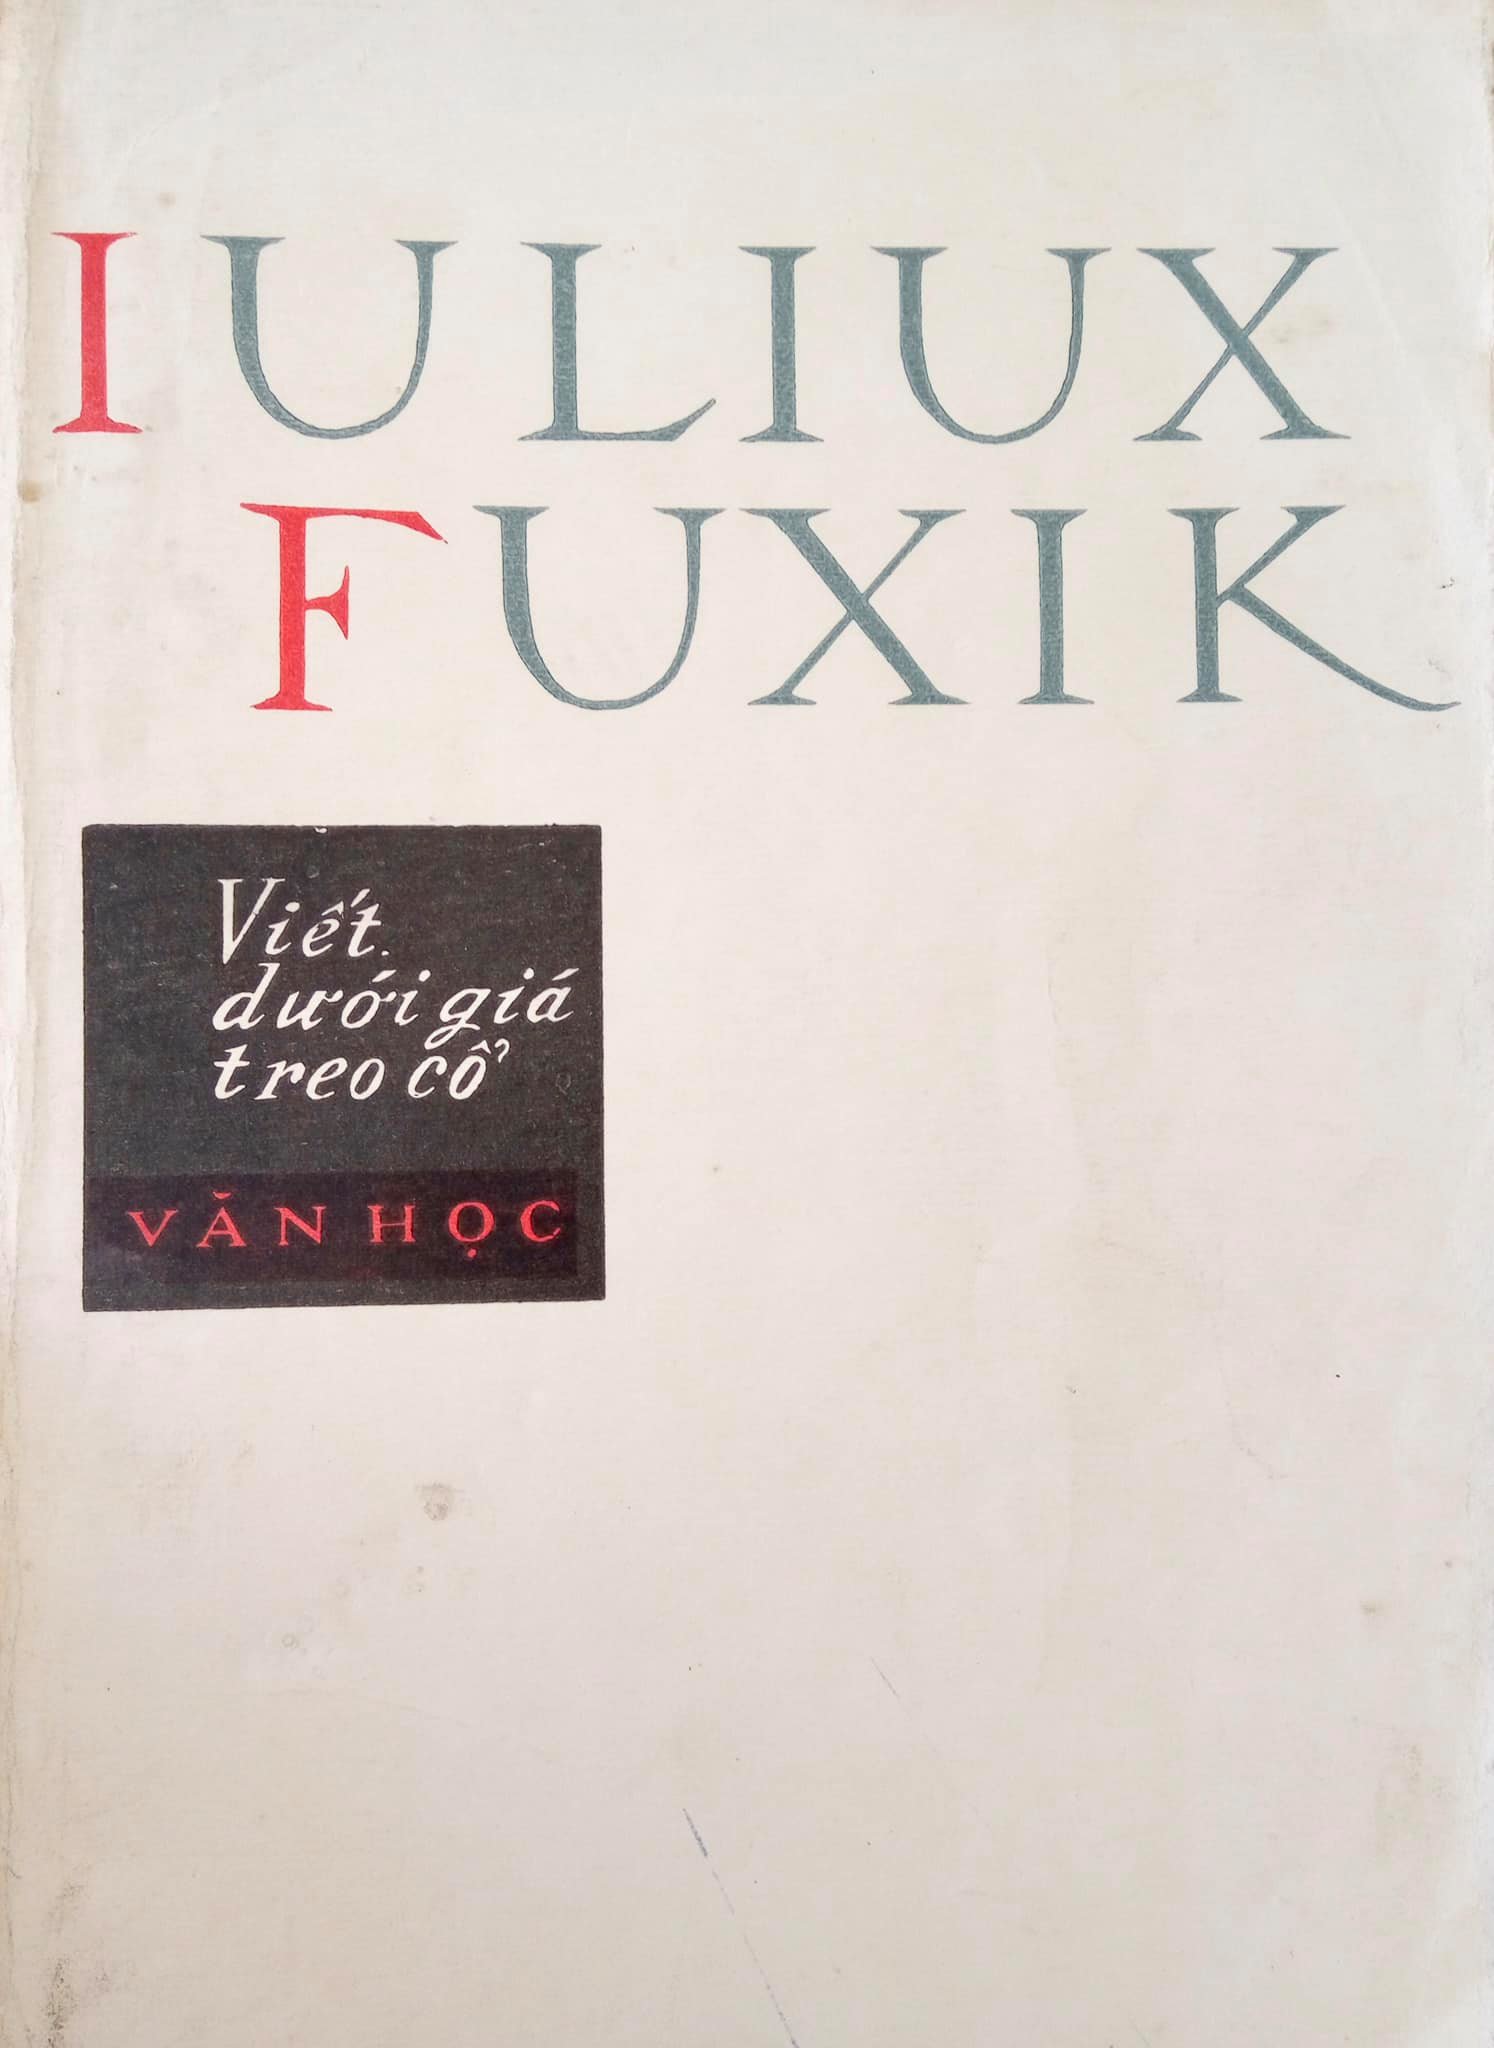 IULIUX
FUXIK
Viết
dưới giá
treo cổ
VĂN HỌC